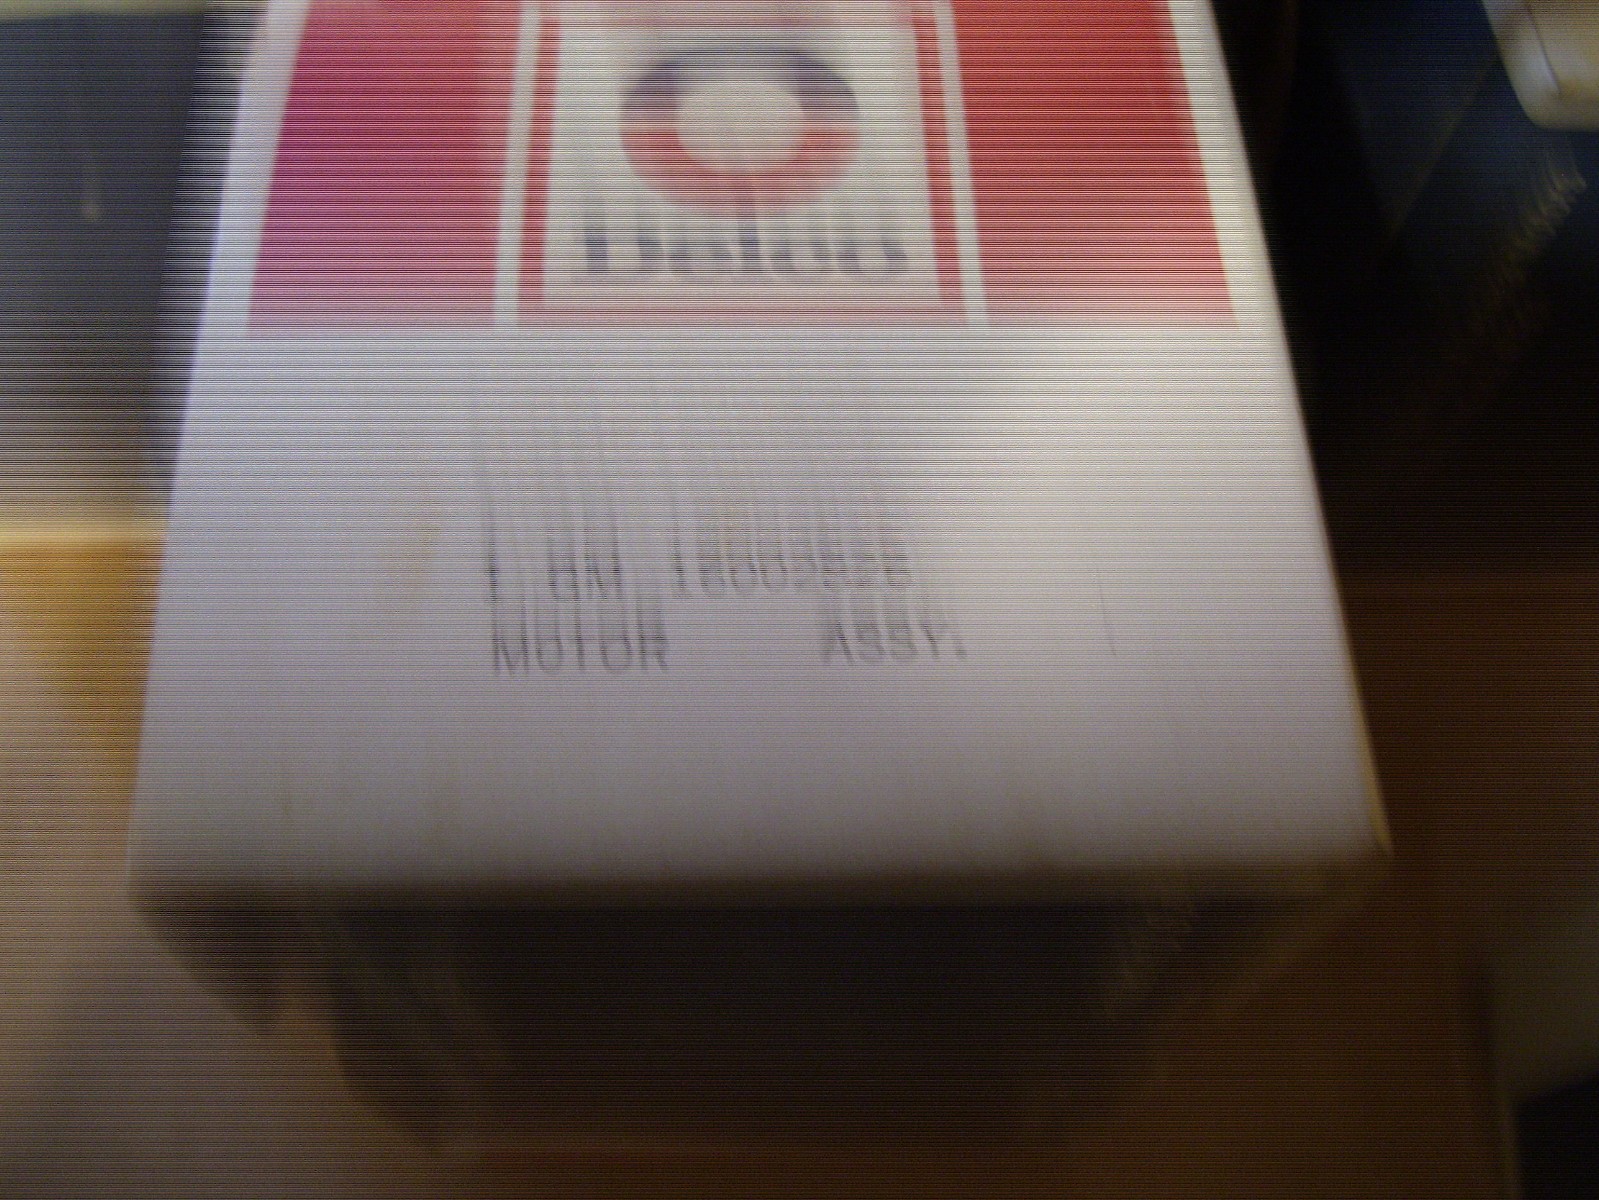 Delco
1 GM
MOTOR ASSY.